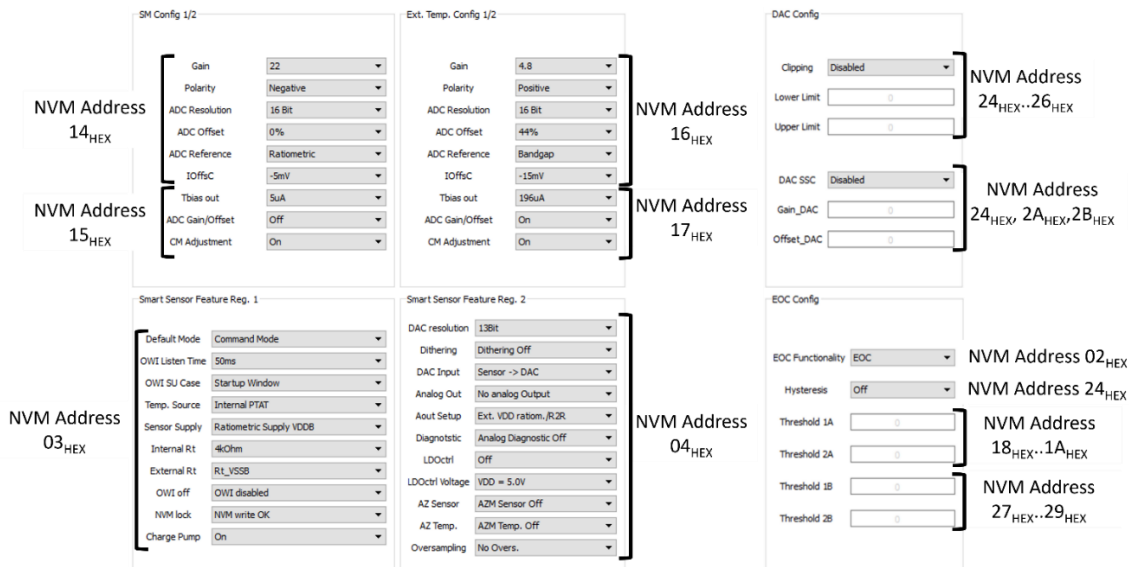 SM Config 1/2
Gain 22
Polarity Negative
ADC Resolution 16 Bit
ADC Offset 0%
ADC Reference Ratiometric
IOffsC -5mV
Tbias out 5uA
ADC Gain/Offset Off
CM Adjustment On
NVM Address
14HEX
NVM Address
15HEX
Ext. Temp. Config 1/2
Gain 4.8
Polarity Positive
ADC Resolution 16 Bit
ADC Offset 44%
ADC Reference Bandgap
IOffsC -15mV
Tbias out 196uA
ADC Gain/Offset On
CM Adjustment On
NVM Address
16HEX
NVM Address
17HEX
DAC Config
Clipping Disabled
Lower Limit 0
Upper Limit 0
DAC SSC Disabled
Gain_DAC 0
Offset_DAC 0
NVM Address
24HEX..26HEX
NVM Address
24HEX, 2AHEX,2BHEX
Smart Sensor Feature Reg. 1
Default Mode Command Mode
OWI Listen Time 50ms
OWI SU Case Startup Window
Temp. Source Internal PTAT
Sensor Supply Ratiometric Supply VDDB
Internal Rt 4kOhm
External Rt Rt_VSSB
OWI off OWI disabled
NVM lock NVM write OK
Charge Pump On
NVM Address
03HEX
Smart Sensor Feature Reg. 2
DAC resolution 13Bit
Dithering Dithering Off
DAC Input Sensor -> DAC
Analog Out No analog Output
Aout Setup Ext. VDD ratiom./R2R
Diagnotstic Analog Diagnostic Off
LDOctrl Off
LDOctrl Voltage VDD = 5.0V
AZ Sensor AZM Sensor Off
AZ Temp. AZM Temp. Off
Oversampling No Overs.
NVM Address
04HEX
EOC Config
EOC Functionality EOC
Hysteresis Off
Threshold 1A 0
Threshold 2A 0
Threshold 1B 0
Threshold 2B 0
NVM Address 02HEX
NVM Address 24HEX
NVM Address
18HEX..1AHEX
NVM Address
27HEX..29HEX